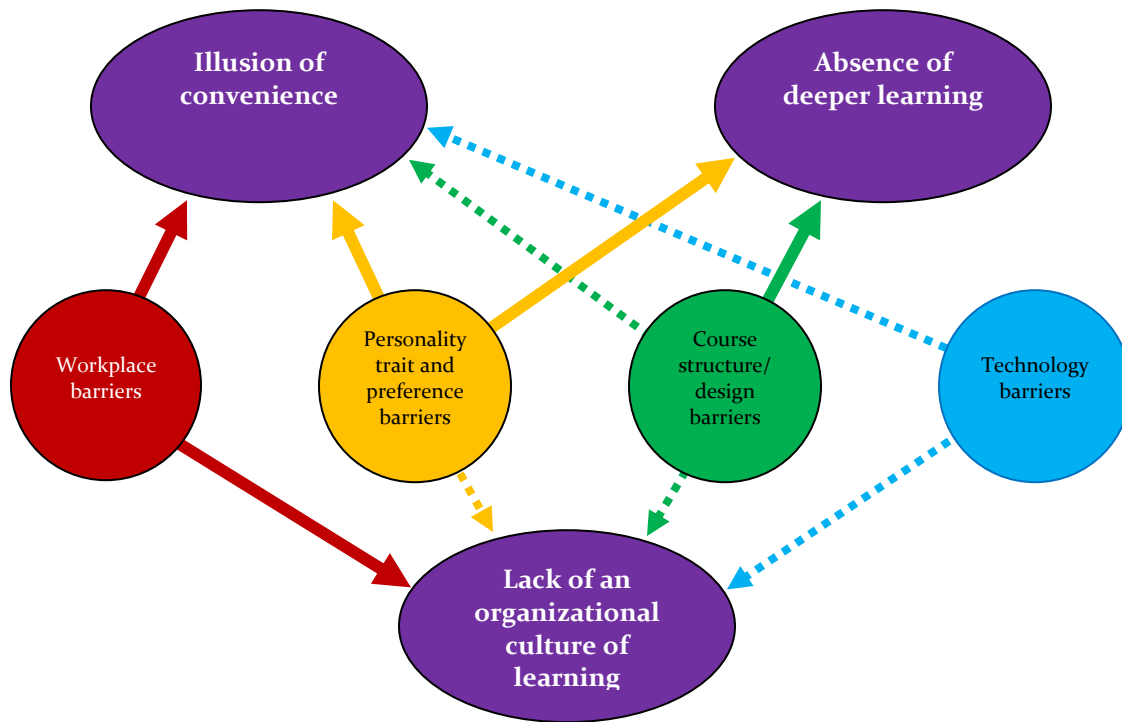 Illusion of
convenience
Absence of
deeper learning
Workplace
barriers
Personality
trait and
preference
barriers
Course
structure/
design
barriers
Technology
barriers
Lack of an
organizational
culture of
learning